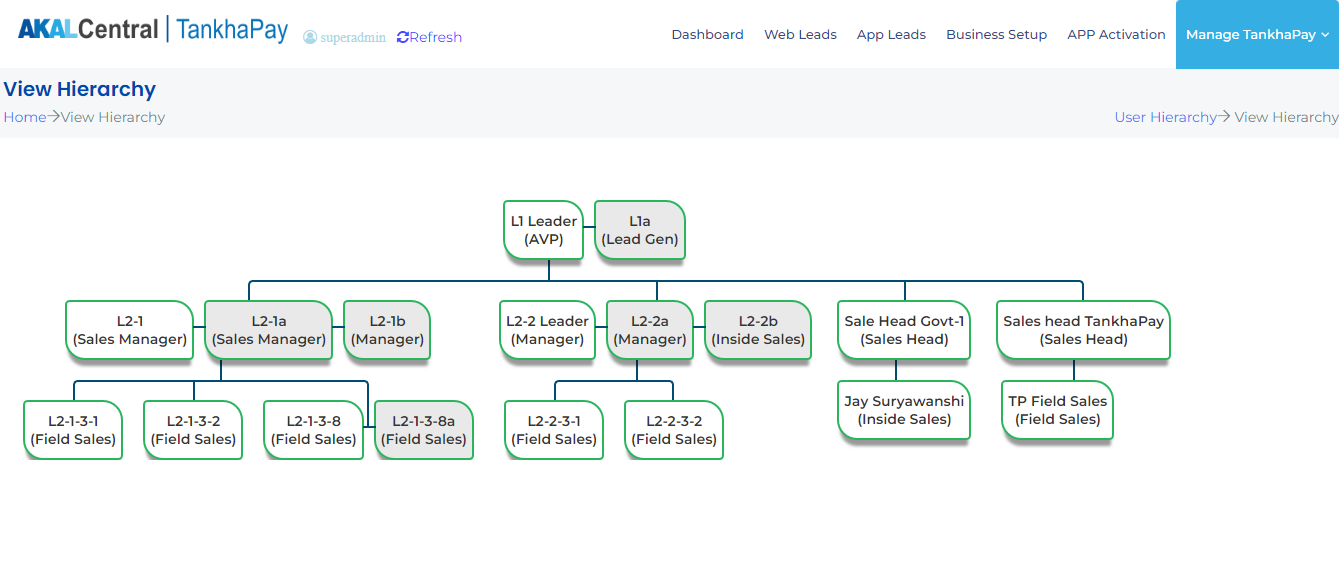 AKALCentral | TankhaPay
superadmin
Refresh
Dashboard
Web Leads
App Leads
Business Setup
APP Activation
Manage TankhaPay
View Hierarchy
Home→View Hierarchy
User Hierarchy→ View Hierarchy
L1 Leader
(AVP)
L1a
(Lead Gen)
L2-1
(Sales Manager)
L2-1a
(Sales Manager)
L2-1b
(Manager)
L2-2 Leader
(Manager)
L2-2a
(Manager)
L2-2b
(Inside Sales)
Sale Head Govt-1
(Sales Head)
Sales head TankhaPay
(Sales Head)
L2-1-3-1
(Field Sales)
L2-1-3-2
(Field Sales)
L2-1-3-8
(Field Sales)
L2-1-3-8a
(Field Sales)
L2-2-3-1
(Field Sales)
L2-2-3-2
(Field Sales)
Jay Suryawanshi
(Inside Sales)
TP Field Sales
(Field Sales)